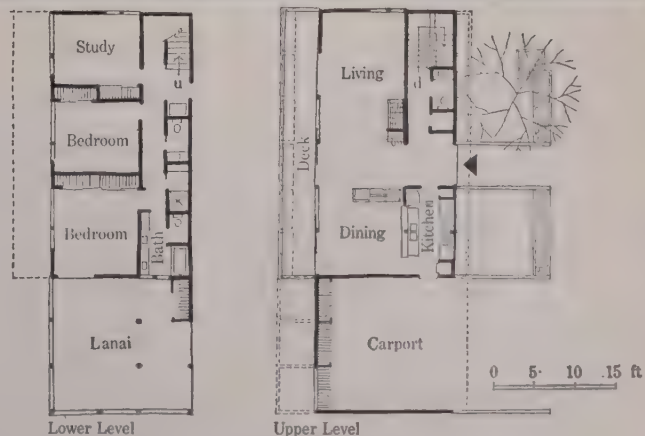 Study
u
Bedroom
Bedroom
Bath
Lanai
Lower Level
Living
d
Deck
Dining
Kitchen
Carport
0 5 10 15 ft
Upper Level